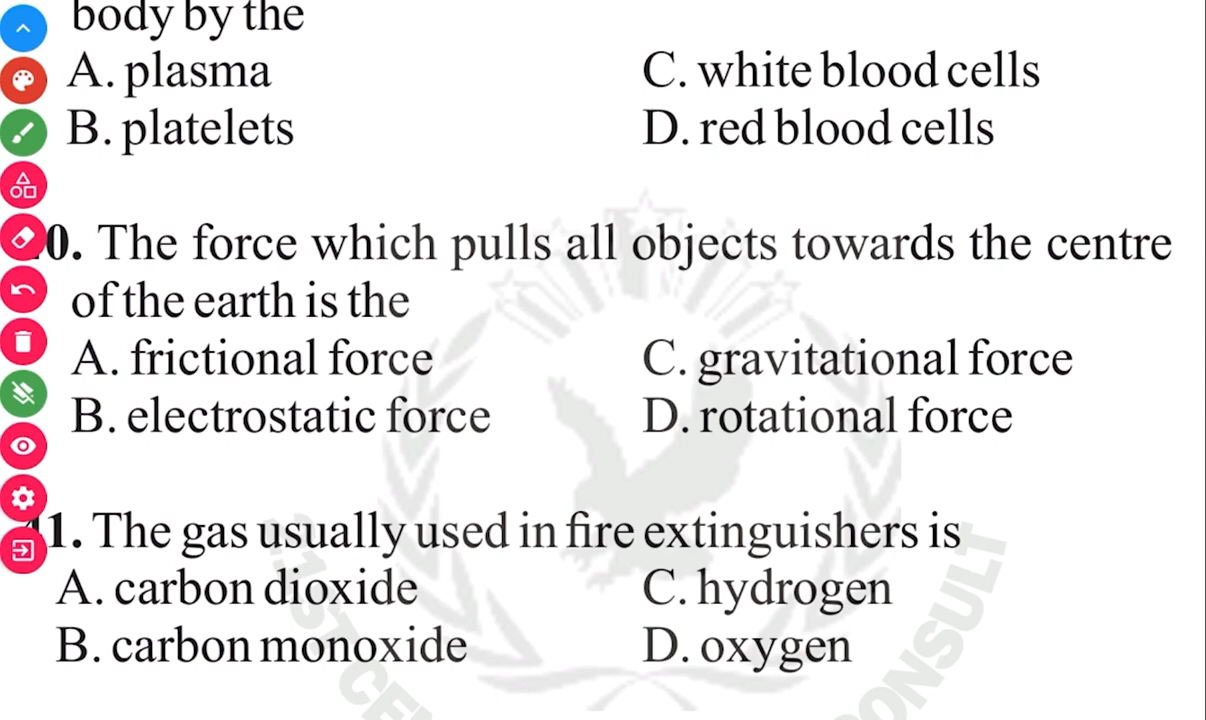 body by the
A. plasma
C. white blood cells
B. platelets
D. red blood cells
0. The force which pulls all objects towards the centre
of the earth is the
A. frictional force
C. gravitational force
B. electrostatic force
D. rotational force
41. The gas usually used in fire extinguishers is
A. carbon dioxide
C. hydrogen
B. carbon monoxide
D. oxygen